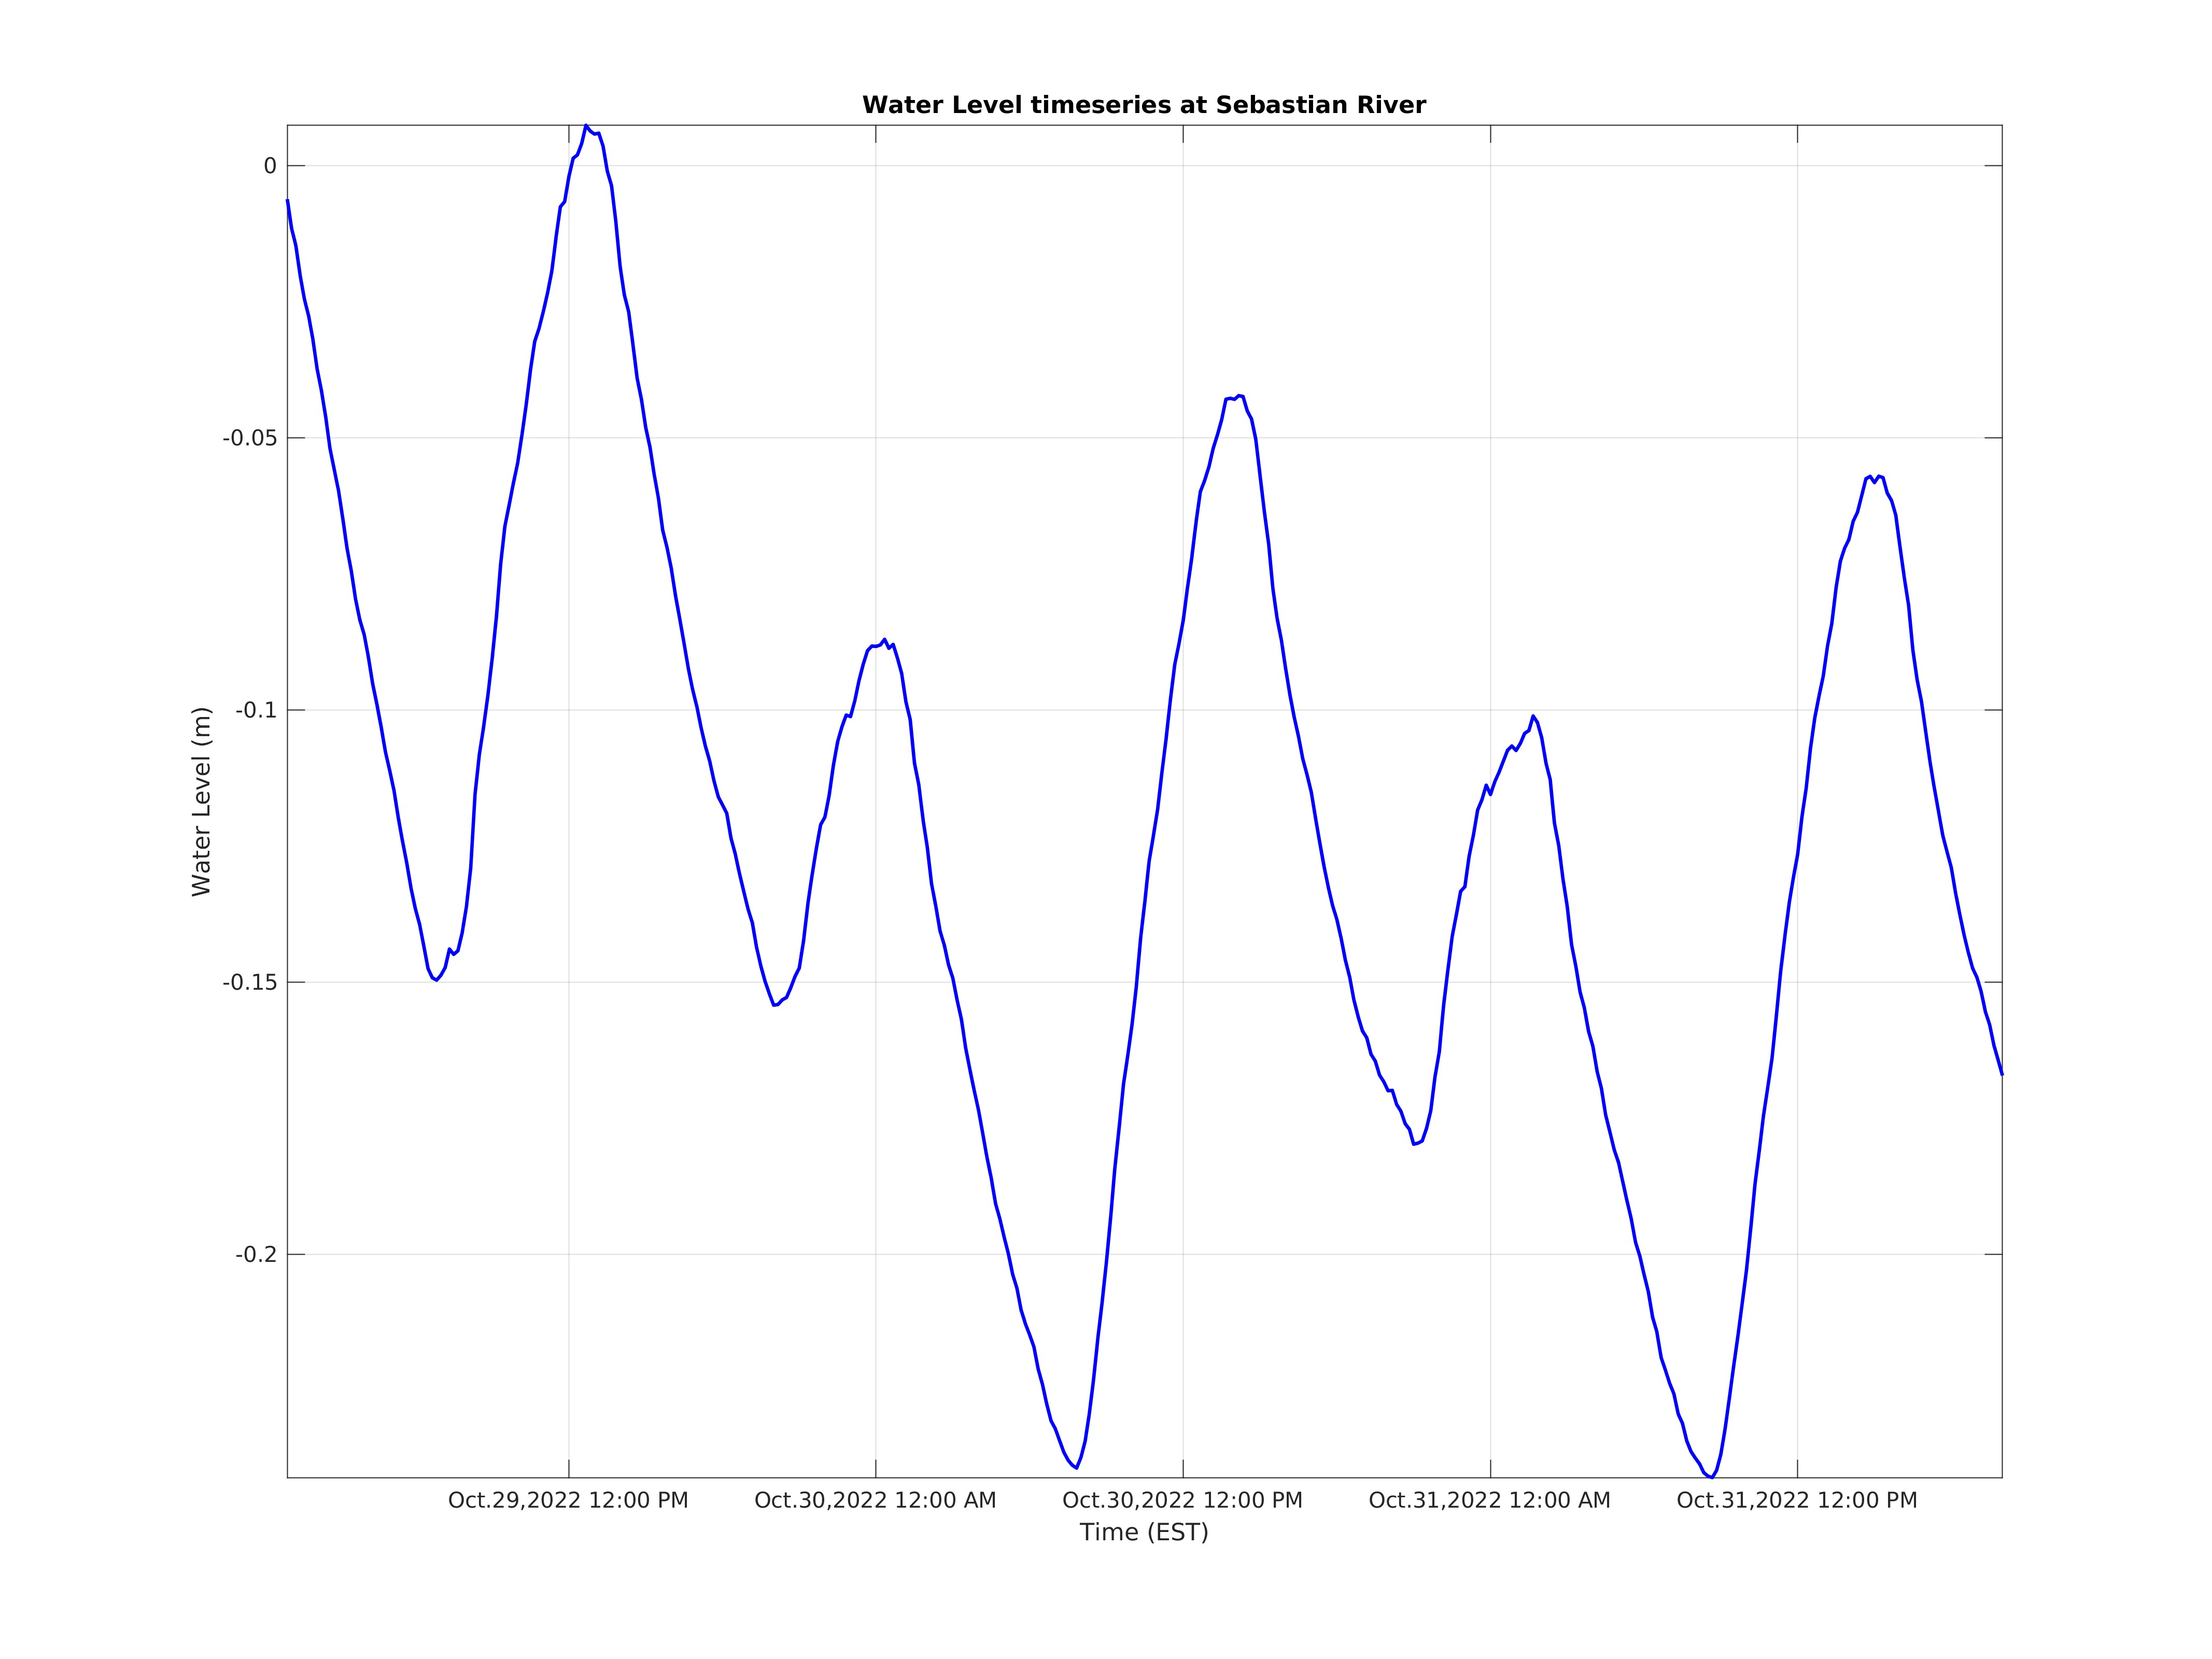 Water Level timeseries at Sebastian River
0
-0.05
-0.1
-0.15
-0.2
Water Level (m)
Oct.29,2022 12:00 PM
Oct.30,2022 12:00 AM
Oct.30,2022 12:00 PM
Oct.31,2022 12:00 AM
Oct.31,2022 12:00 PM
Time (EST)